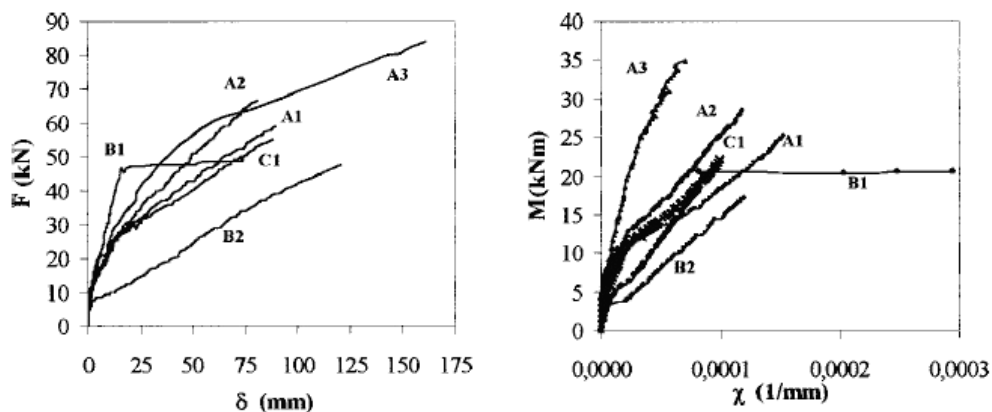 90
80
70
60
50
40
30
20
10
0
F (kN)
B1
A2
A3
A1
C1
B2
0 25 50 75 100 125 150 175
δ (mm)
40
35
30
25
20
15
10
5
0
M(kNm)
A3
A2
C1
A1
B1
B2
0,0000 0,0001 0,0002 0,0003
χ (1/mm)